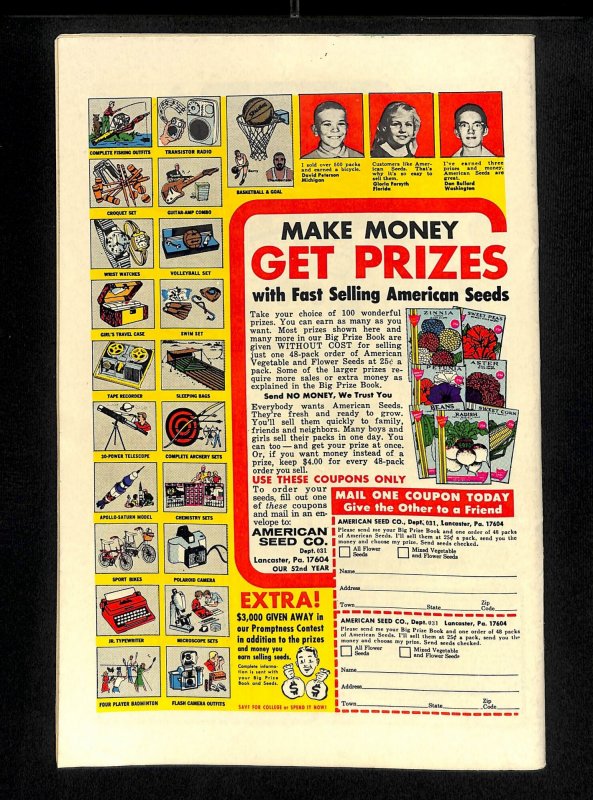 COMPLETE FISHING OUTFITS
TRANSISTOR RADIO
BASKETBALL & GOAL
I sold over 500 packs
and earned a bicycle.
David Peterson
Michigan
Customers like Amer-
ican Seeds. That's
why it's so easy to
sell them.
Gloria Forsyth
Florida
I've earned three
prizes and money.
American Seeds are
great.
Dan Ballard
Washington
CROQUET SET
GUITAR-AMP COMBO
WRIST WATCHES
VOLLEYBALL SET
GIRL'S TRAVEL CASE
SWIM SET
TAPE RECORDER
SLEEPING BAGS
30-POWER TELESCOPE
COMPLETE ARCHERY SETS
APOLLO-SATURN MODEL
CHEMISTRY SETS
SPORT BIKES
POLAROID CAMERA
JR. TYPEWRITER
MICROSCOPE SETS
FOUR PLAYER BADMINTON
FLASH CAMERA OUTFITS
MAKE MONEY
GET PRIZES
with Fast Selling American Seeds
Take your choice of 100 wonderful
prizes. You can earn as many as you
want. Most prizes shown here and
many more in our Big Prize Book are
given WITHOUT COST for selling
just one 48-pack order of American
Vegetable and Flower Seeds at 25¢ a
pack. Some of the larger prizes re-
quire more sales or extra money as
explained in the Big Prize Book.
Send NO MONEY, We Trust You
Everybody wants American Seeds.
They're fresh and ready to grow.
You'll sell them quickly to family,
friends and neighbors. Many boys and
girls sell their packs in one day. You
can too — and get your prize at once.
Or, if you want money instead of a
prize, keep $4.00 for every 48-pack
order you sell.
USE THESE COUPONS ONLY
To order your
seeds, fill out one
of these coupons
and mail in an en-
velope to:
AMERICAN
SEED CO.
Dept. 031
Lancaster, Pa. 17604
OUR 52nd YEAR
ZINNIA
SWEET PEAS
PETUNIA
ASTER
BEANS
RADISH
SWEET CORN
EXTRA!
$3,000 GIVEN AWAY in
our Promptness Contest
in addition to the prizes
and money you
earn selling seeds.
Complete informa-
tion is sent with
your Big Prize
Book and Seeds.
$ $
SAVE FOR COLLEGE or SPEND IT NOW!
MAIL ONE COUPON TODAY
Give the Other to a Friend
AMERICAN SEED CO., Dept. 031, Lancaster, Pa. 17604
Please send me your Big Prize Book and one order of 48 packs
of American Seeds. I'll sell them at 25¢ a pack, send you the
money and choose my prize. Send seeds checked.
All Flower Seeds
Mixed Vegetable and Flower Seeds
Name
Address
Town State Zip Code
AMERICAN SEED CO., Dept. 031 Lancaster, Pa. 17604
Please send me your Big Prize Book and one order of 48 packs
of American Seeds. I'll sell them at 25¢ a pack, send you the
money and choose my prize. Send seeds checked.
All Flower Seeds
Mixed Vegetable and Flower Seeds
Name
Address
Town State Zip Code